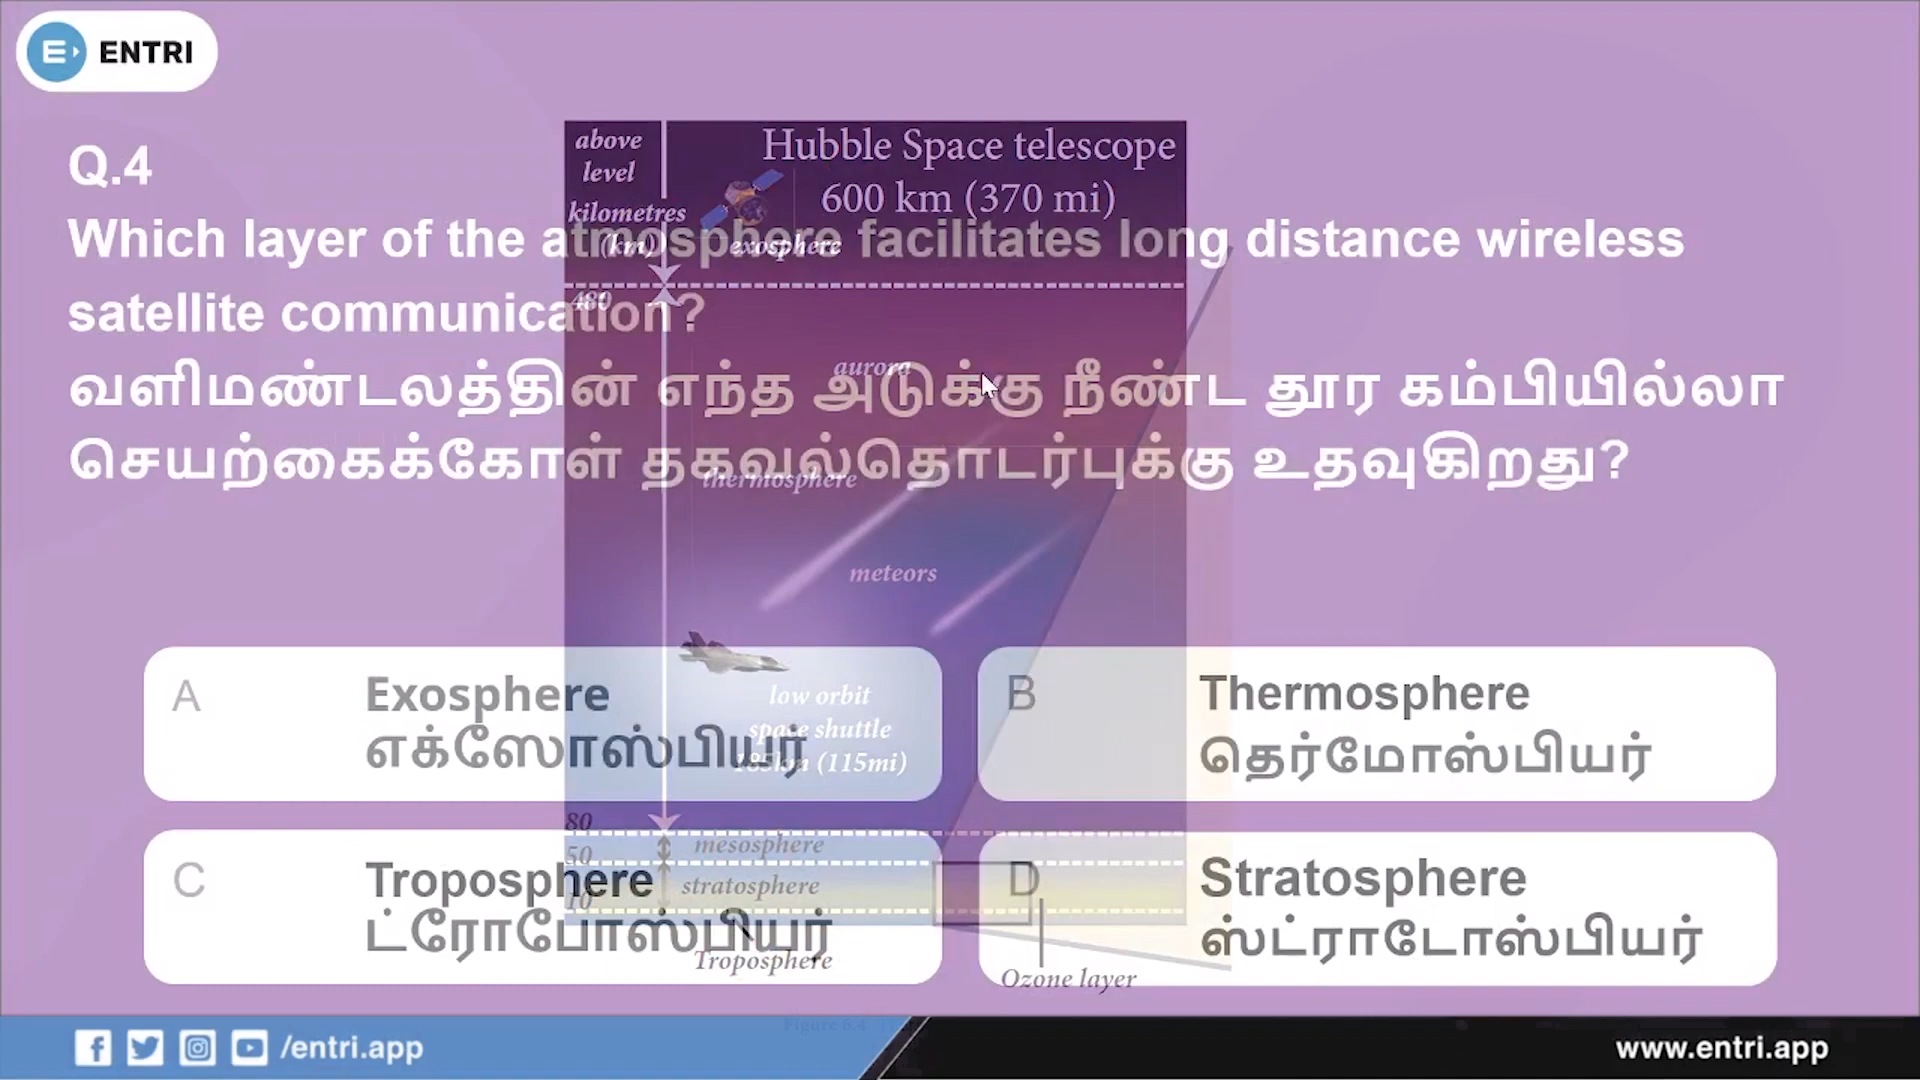 ENTRI
Q.4
Which layer of the atmosphere facilitates long distance wireless
satellite communication?
வளிமண்டலத்தின் எந்த அடுக்கு நீண்ட தூர கம்பியில்லா
செயற்கைக்கோள் தகவல்தொடர்புக்கு உதவுகிறது?
above
level
kilometres
(km)
Hubble Space telescope
600 km (370 mi)
exosphere
480
aurora
thermosphere
meteors
low orbit
space shuttle
185km (115mi)
80
mesosphere
50
stratosphere
10
Troposphere
Ozone layer
A
Exosphere
எக்ஸோஸ்பியர்
B
Thermosphere
தெர்மோஸ்பியர்
C
Troposphere
ட்ரோபோஸ்பியர்
D
Stratosphere
ஸ்ட்ராடோஸ்பியர்
/entri.app
www.entri.app